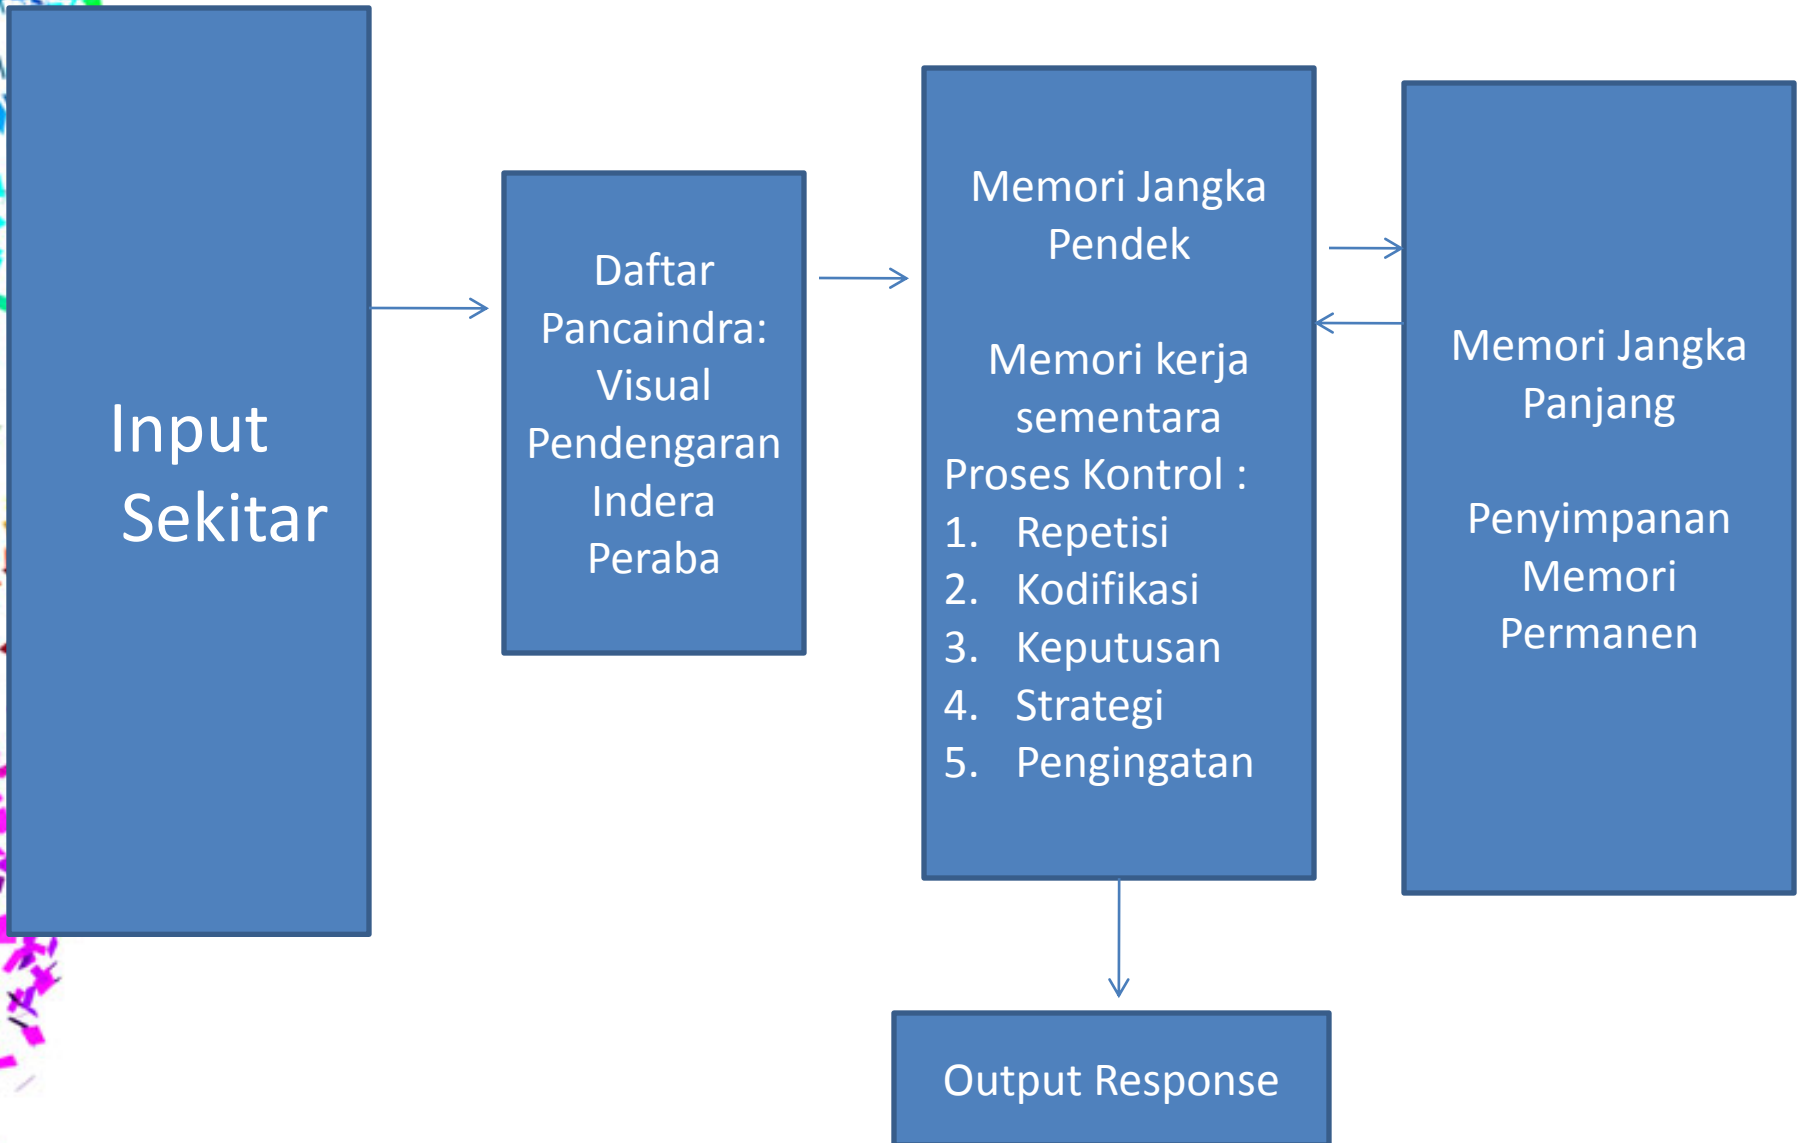 Input
Sekitar
Daftar
Pancaindra:
Visual
Pendengaran
Indera
Peraba
Memori Jangka
Pendek
Memori kerja
sementara
Proses Kontrol :
1. Repetisi
2. Kodifikasi
3. Keputusan
4. Strategi
5. Pengingatan
Memori Jangka
Panjang
Penyimpanan
Memori
Permanen
Output Response